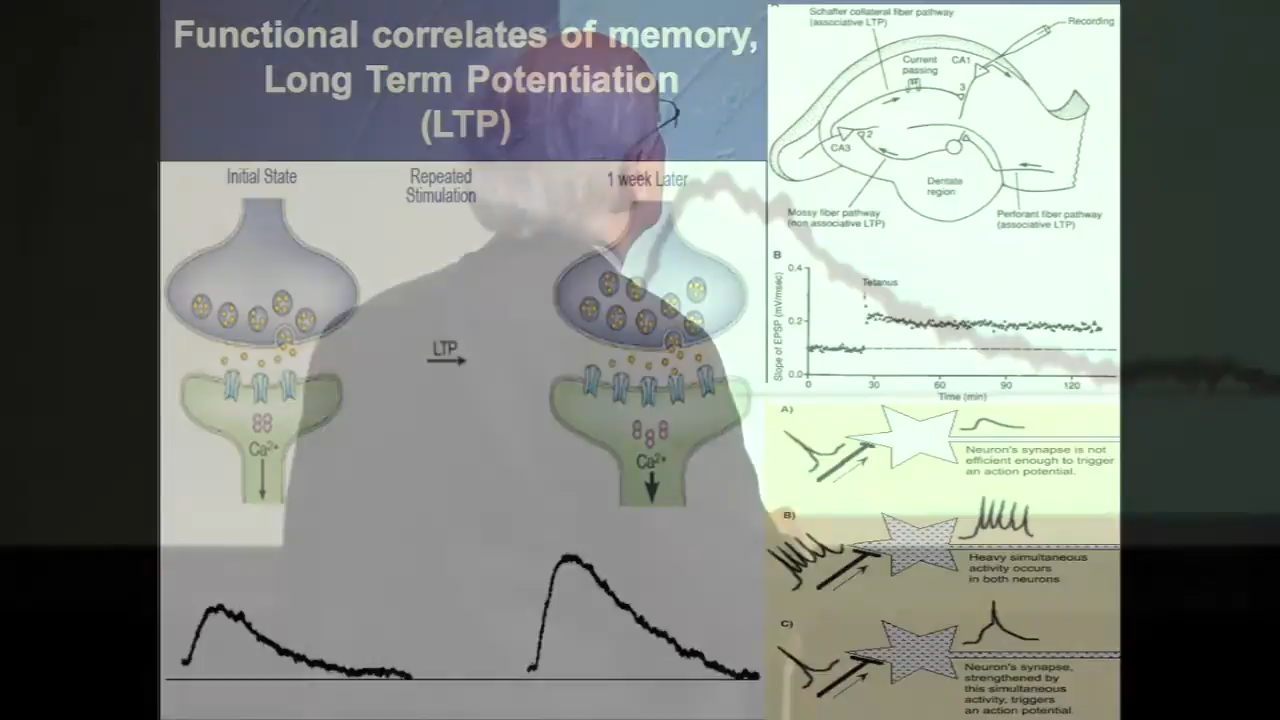 Functional correlates of memory,
Long Term Potentiation
(LTP)
Initial State
Repeated
Stimulation
1 week Later
LTP
Ca2+
Ca2+
Schaffer collateral fiber pathway
(associative LTP)
Recording
Current
passing
CA1
3
CA3
2
Dentate
region
Mossy fiber pathway
(non associative LTP)
Perforant fiber pathway
(associative LTP)
B
Slope of EPSP (mV/msec)
0.4
0.2
0.0
Tetanus
0
30
60
90
120
Time (min)
A)
Neuron's synapse is not
efficient enough to trigger
an action potential.
B)
Heavy simultaneous
activity occurs
in both neurons
C)
Neuron's synapse,
strengthened by
this simultaneous
activity, triggers
an action potential.